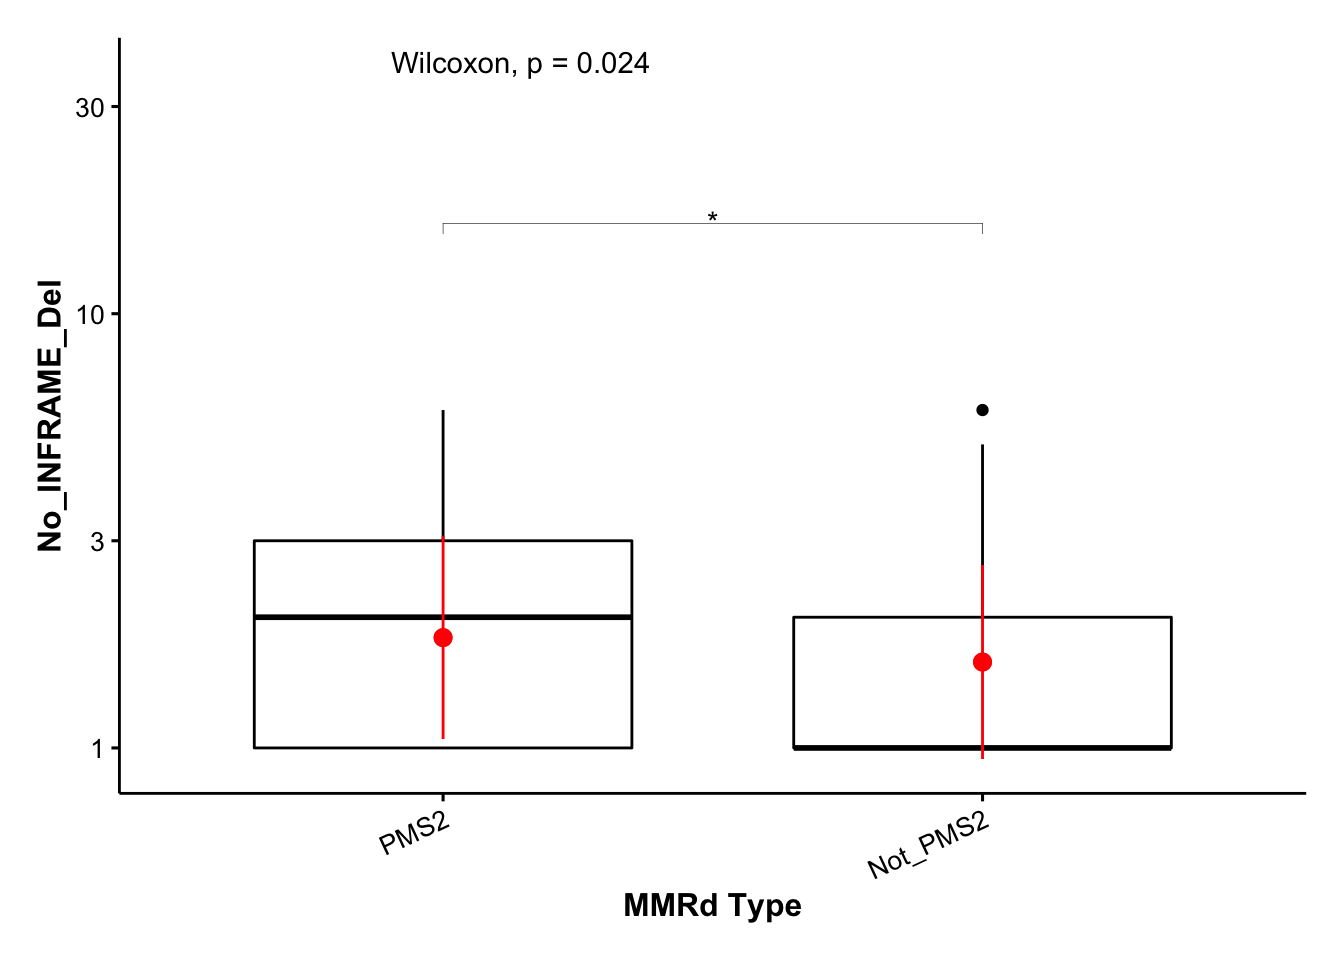 Wilcoxon, p = 0.024
30
*
10
3
1
No_INFRAME_Del
PMS2
Not_PMS2
MMRd Type